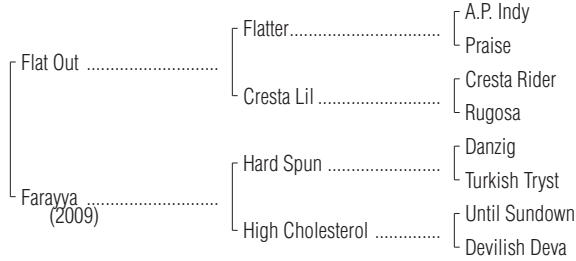 A.P. Indy
Flatter........................................
Praise
Flat Out ..................................
Cresta Rider
Cresta Lil ................................
Rugosa
Danzig
Hard Spun .............................
Turkish Tryst
Farayya ..................................
(2009)
Until Sundown
High Cholesterol .................
Devilish Deva